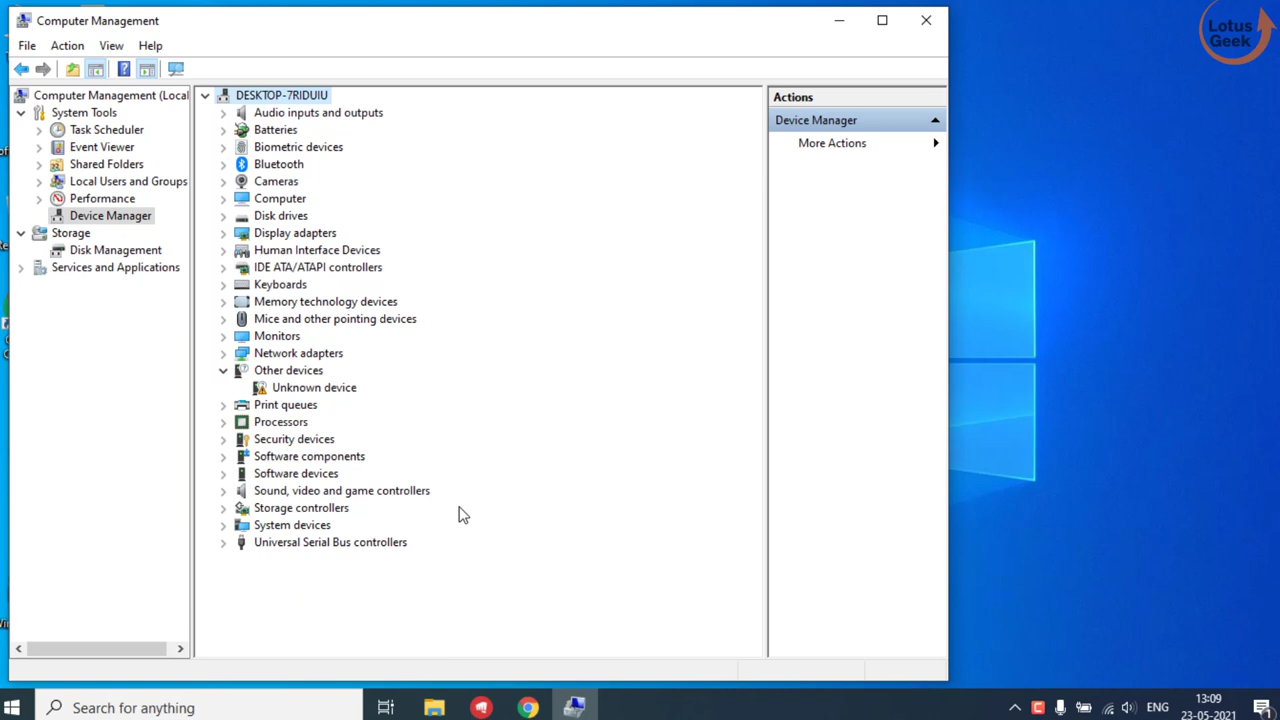 Computer Management
File Action View Help
Computer Management (Local
System Tools
Task Scheduler
Event Viewer
Shared Folders
Local Users and Groups
Performance
Device Manager
Storage
Disk Management
Services and Applications
DESKTOP-7RIDUIU
Audio inputs and outputs
Batteries
Biometric devices
Bluetooth
Cameras
Computer
Disk drives
Display adapters
Human Interface Devices
IDE ATA/ATAPI controllers
Keyboards
Memory technology devices
Mice and other pointing devices
Monitors
Network adapters
Other devices
Unknown device
Print queues
Processors
Security devices
Software components
Software devices
Sound, video and game controllers
Storage controllers
System devices
Universal Serial Bus controllers
Actions
Device Manager
More Actions
Lotus
Geek
Search for anything
ENG
13:09
23-05-2021